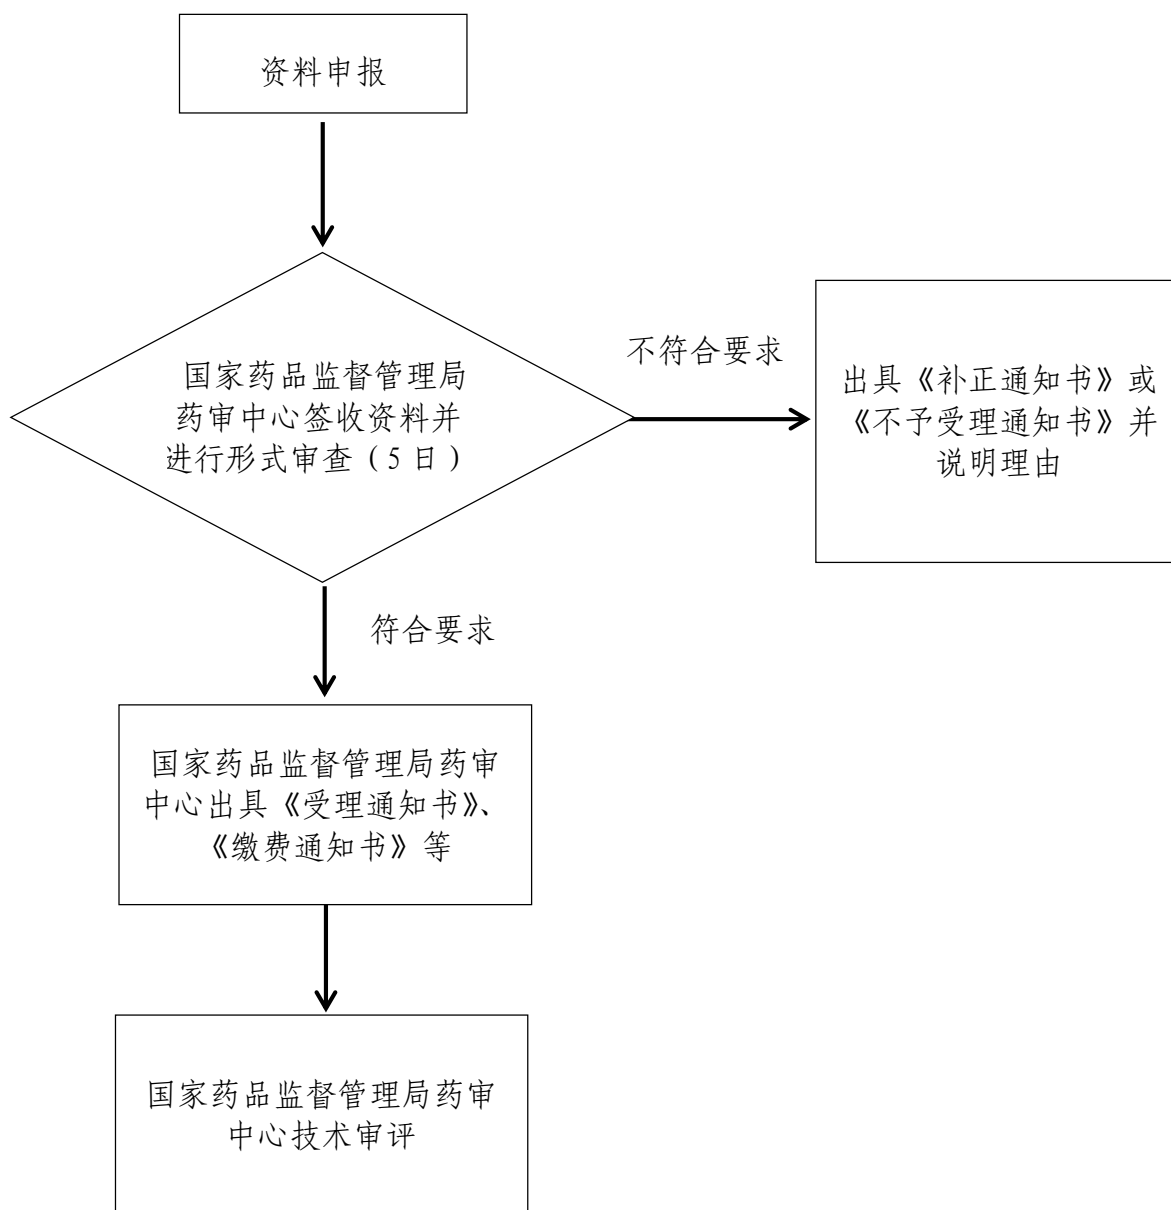 资料申报
国家药品监督管理局
药审中心签收资料并
进行形式审查（5 日）
不符合要求
出具《补正通知书》或
《不予受理通知书》并
说明理由
符合要求
国家药品监督管理局药审
中心出具《受理通知书》、
《缴费通知书》等
国家药品监督管理局药审
中心技术审评